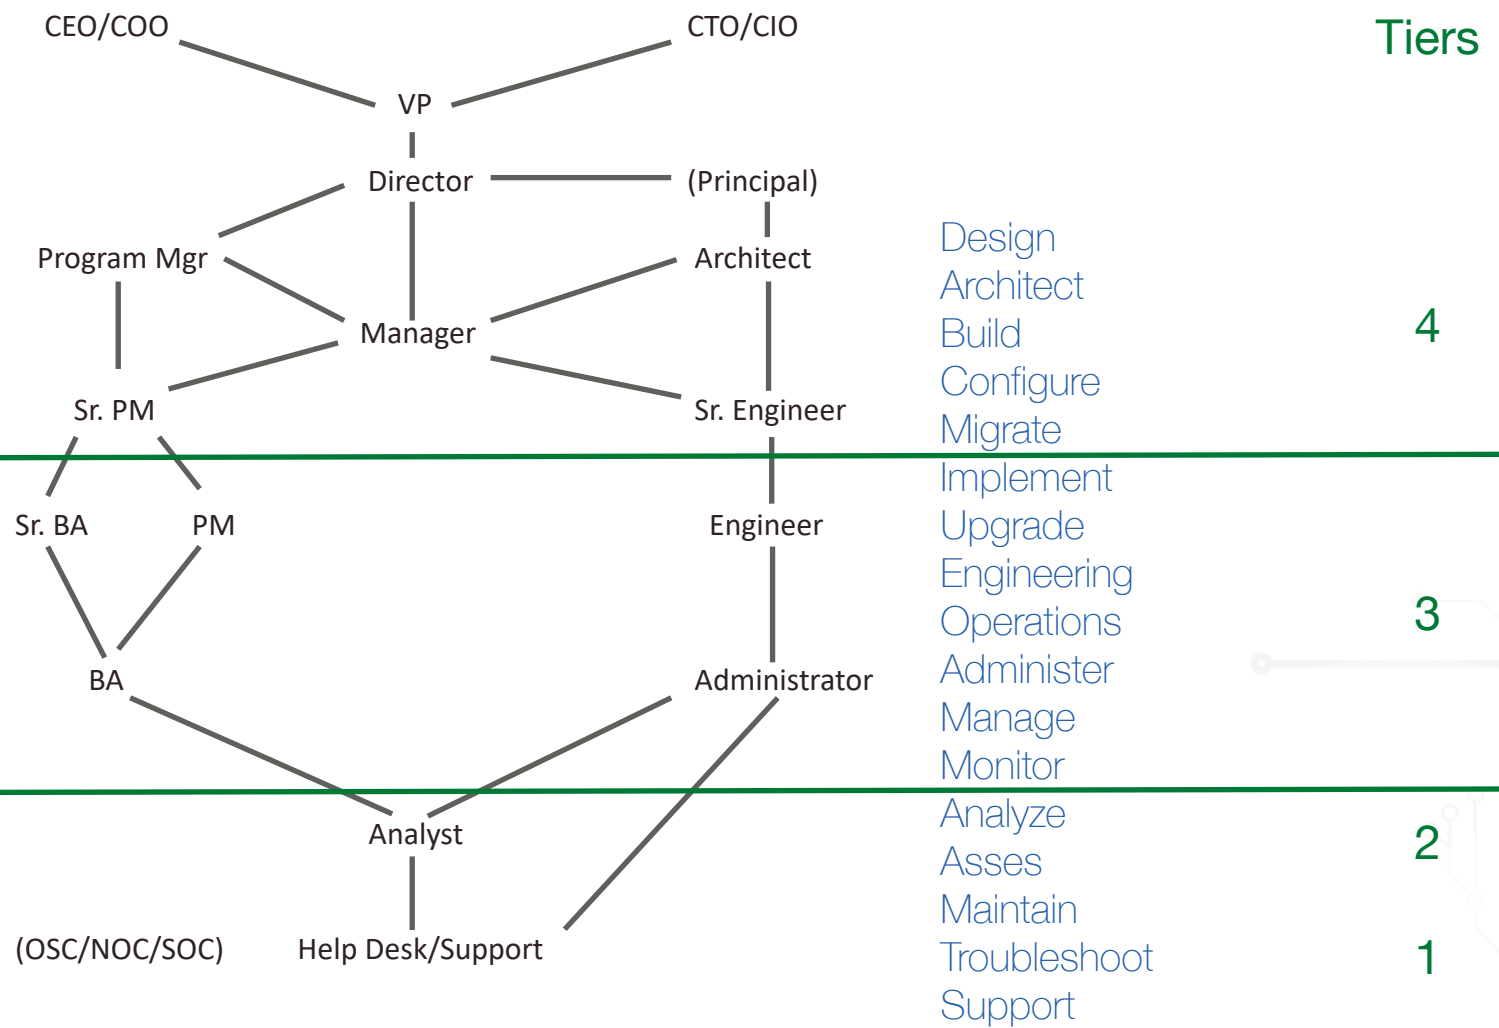 CEO/COO
CTO/CIO
Tiers
VP
Director
(Principal)
Program Mgr
Architect
Manager
Sr. PM
Sr. Engineer
Design
Architect
Build
Configure
Migrate
4
Sr. BA
PM
Engineer
BA
Administrator
Implement
Upgrade
Engineering
Operations
Administer
Manage
Monitor
3
Analyst
(OSC/NOC/SOC)
Help Desk/Support
Analyze
Asses
Maintain
Troubleshoot
Support
2
1